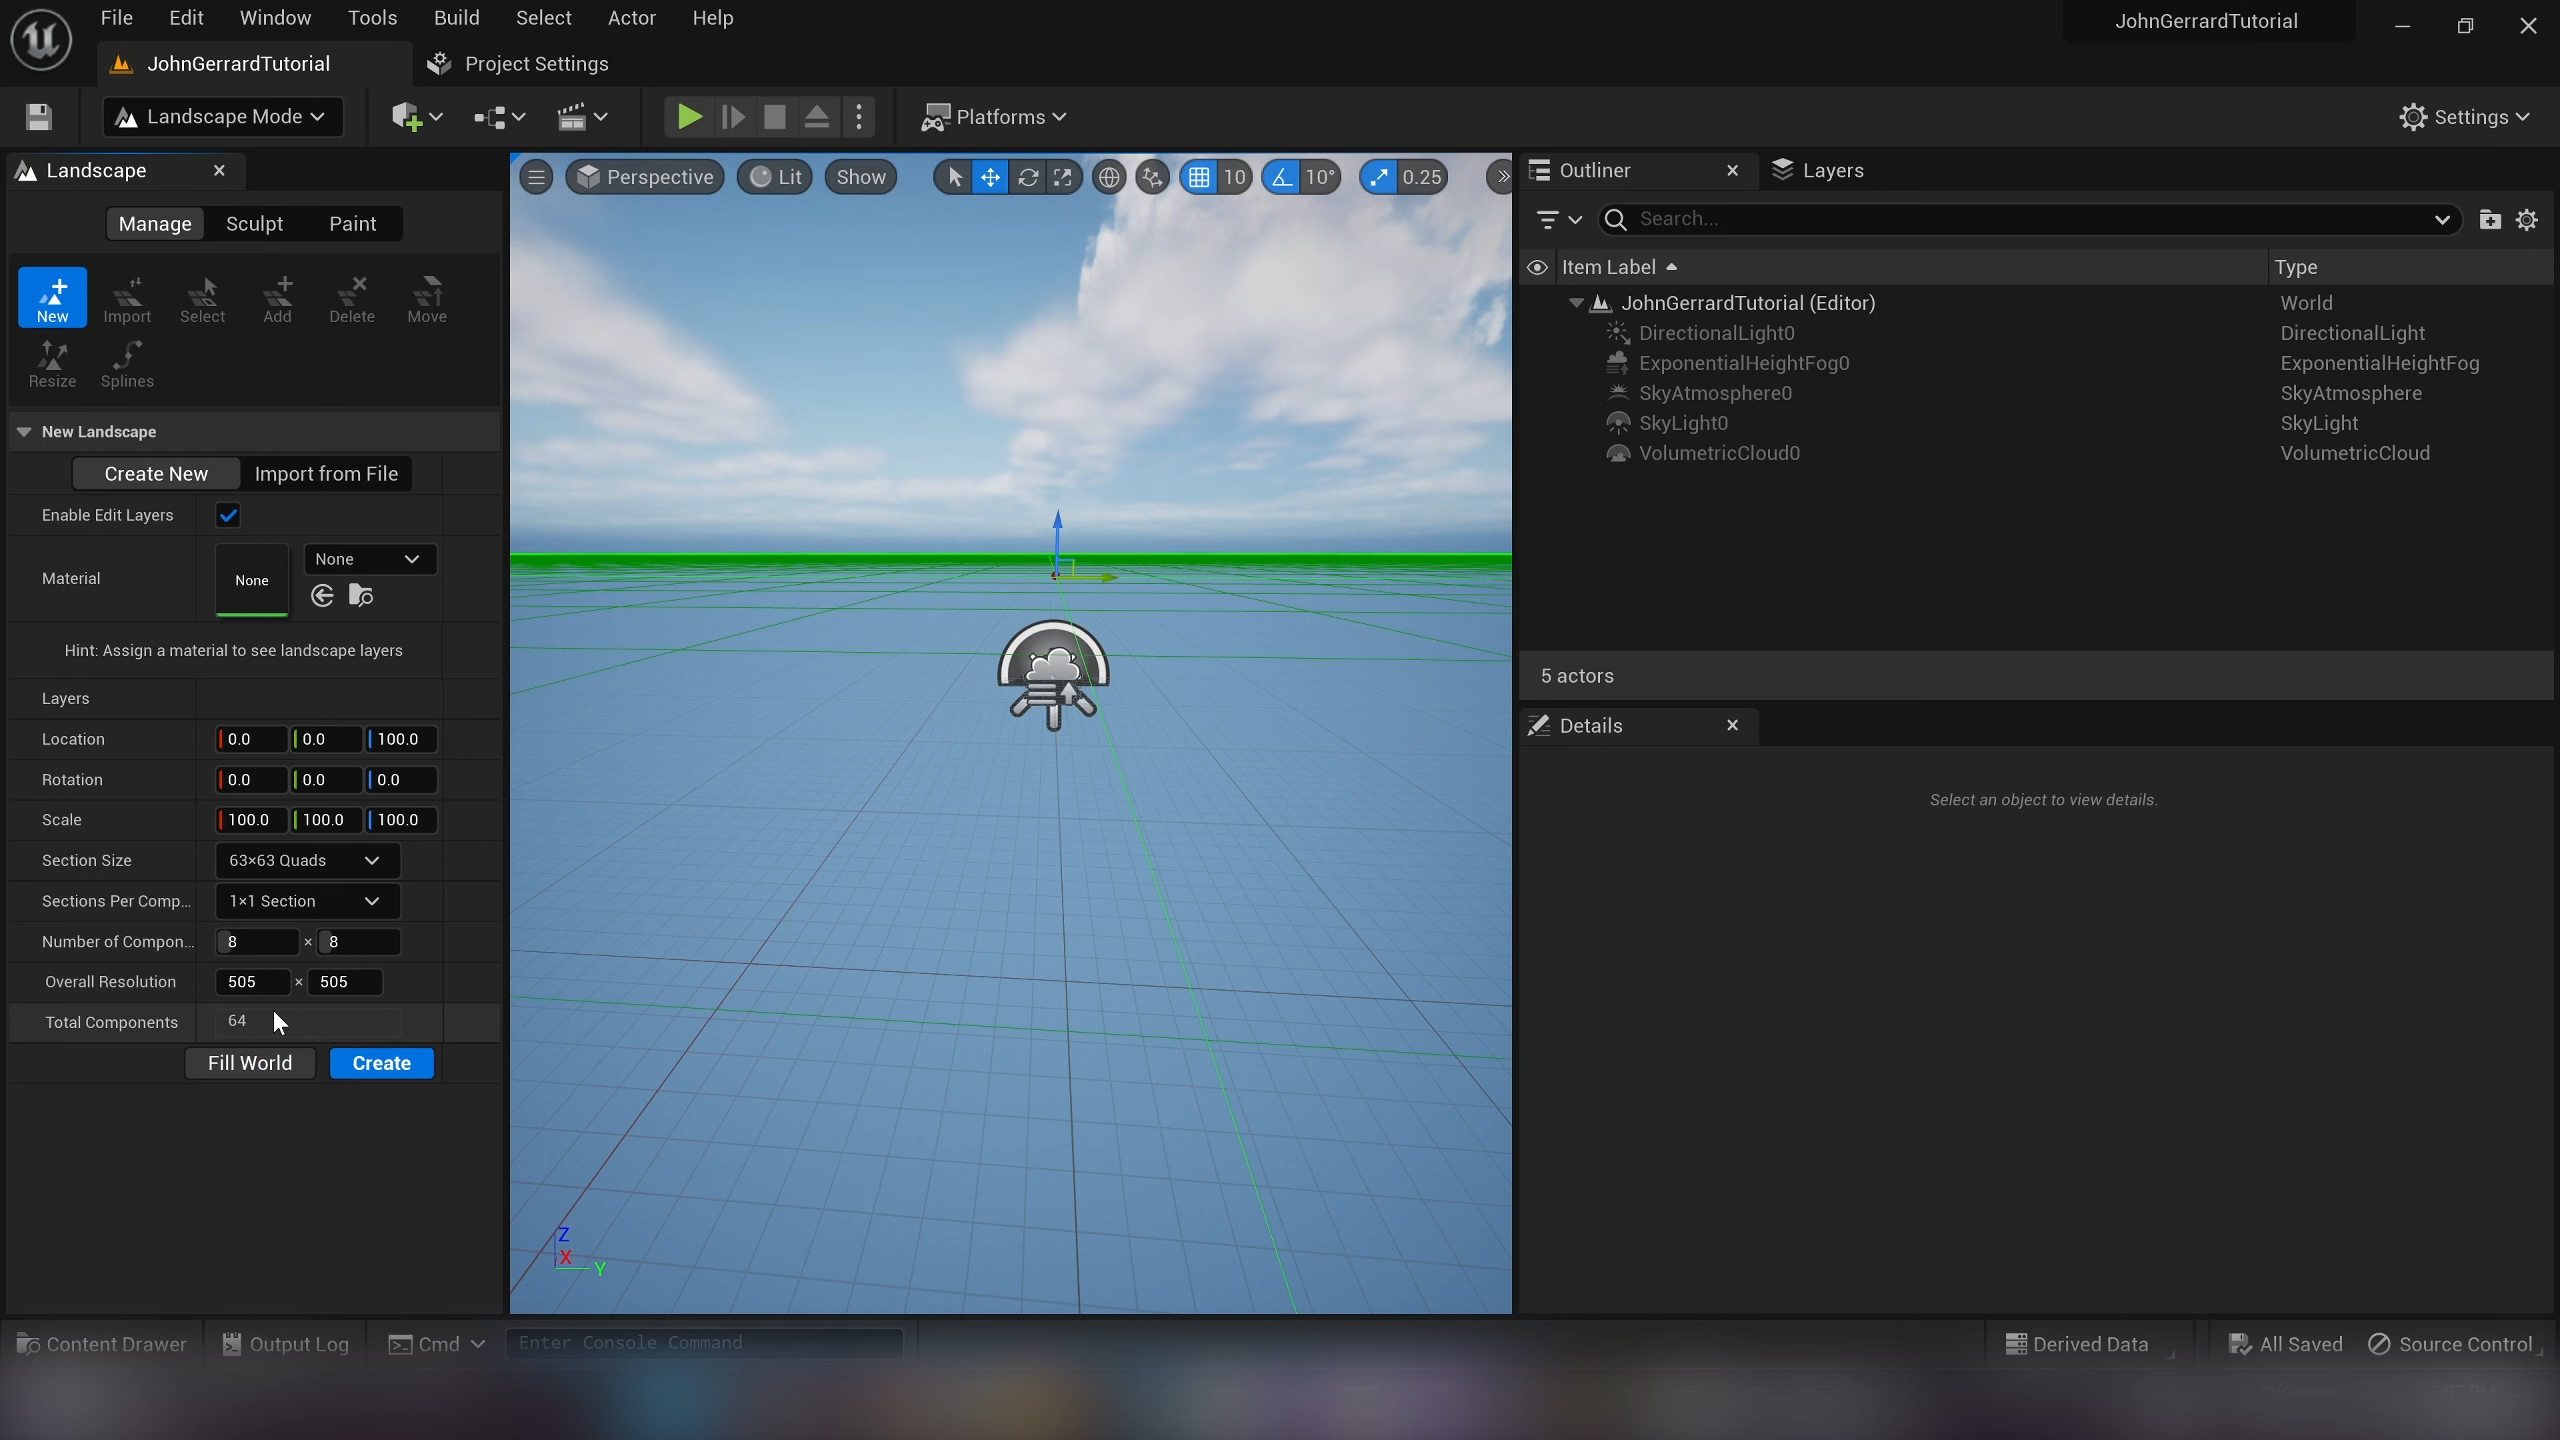 File Edit Window Tools Build Select Actor Help
JohnGerrardTutorial
JohnGerrardTutorial Project Settings
Landscape Mode Platforms Settings
Landscape
Manage Sculpt Paint
New Import Select Add Delete Move
Resize Splines
New Landscape
Create New Import from File
Enable Edit Layers
Material None None
Hint: Assign a material to see landscape layers
Layers
Location 0.0 0.0 100.0
Rotation 0.0 0.0 0.0
Scale 100.0 100.0 100.0
Section Size 63×63 Quads
Sections Per Comp... 1×1 Section
Number of Compon... 8 × 8
Overall Resolution 505 × 505
Total Components 64
Fill World Create
Perspective Lit Show 10 10° 0.25
Z
X
Y
Outliner Layers
Search...
Item Label Type
JohnGerrardTutorial (Editor) World
DirectionalLight0 DirectionalLight
ExponentialHeightFog0 ExponentialHeightFog
SkyAtmosphere0 SkyAtmosphere
SkyLight0 SkyLight
VolumetricCloud0 VolumetricCloud
5 actors
Details
Select an object to view details.
Content Drawer Output Log Cmd Enter Console Command Derived Data All Saved Source Control